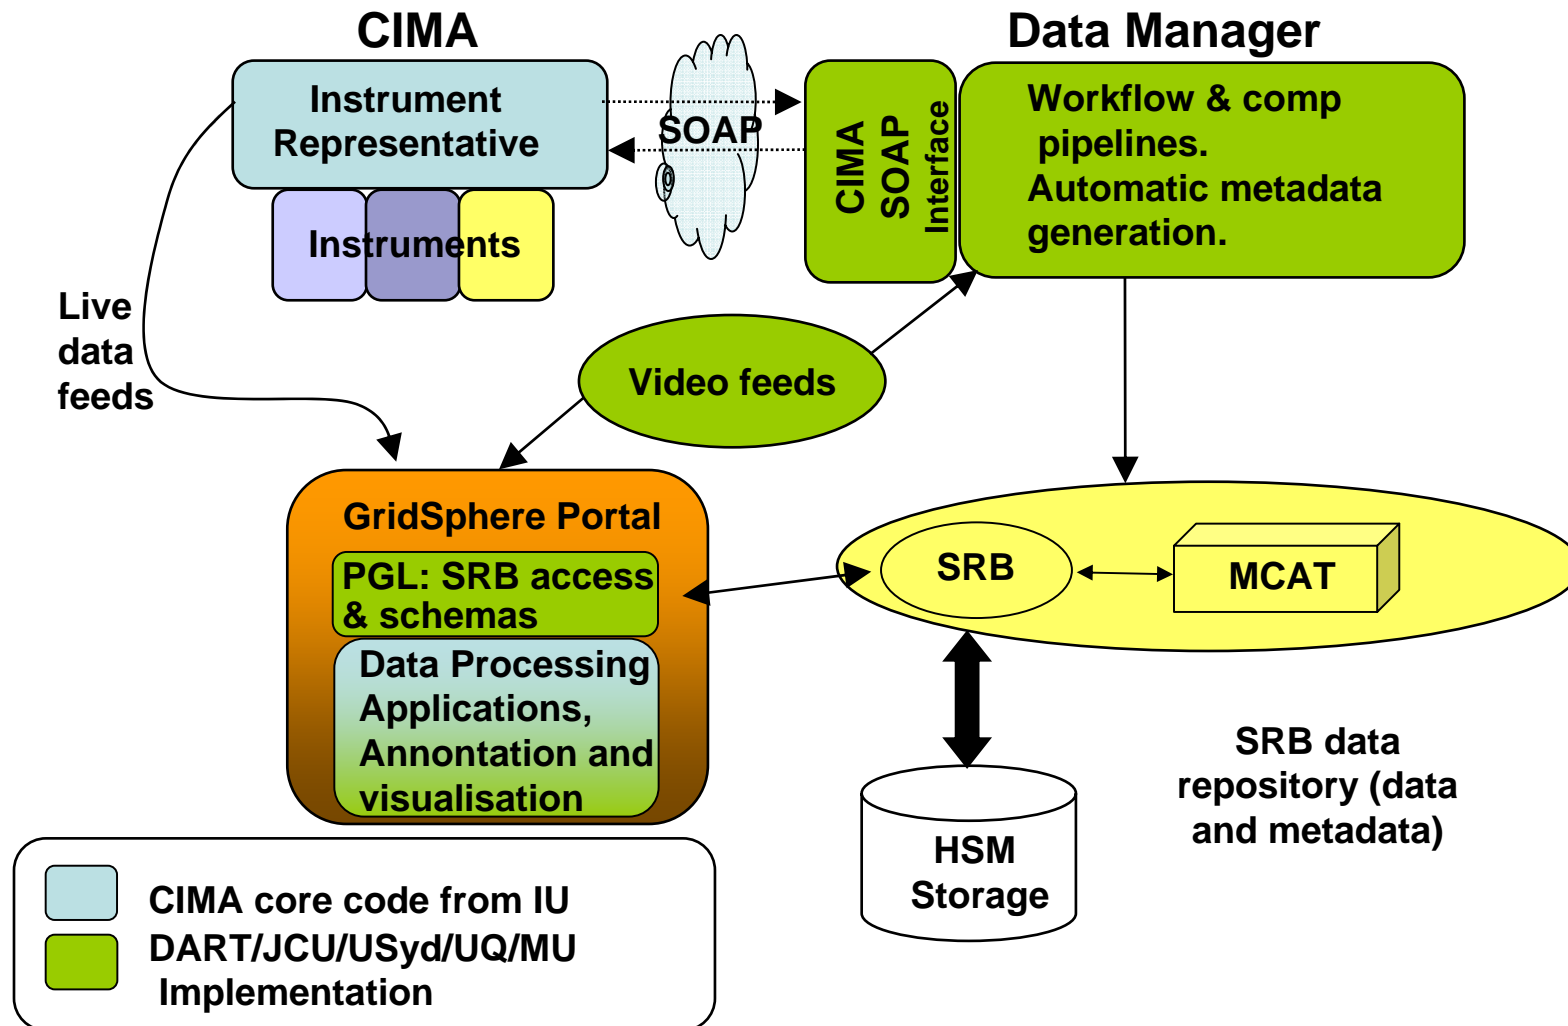 CIMA
Data Manager
Instrument
Representative
SOAP
CIMA
SOAP
Interface
Workflow & comp
pipelines.
Automatic metadata
generation.
Instruments
Live
data
feeds
Video feeds
GridSphere Portal
PGL: SRB access
& schemas
Data Processing
Applications,
Annontation and
visualisation
SRB
MCAT
HSM
Storage
SRB data
repository (data
and metadata)
CIMA core code from IU
DART/JCU/USyd/UQ/MU
Implementation